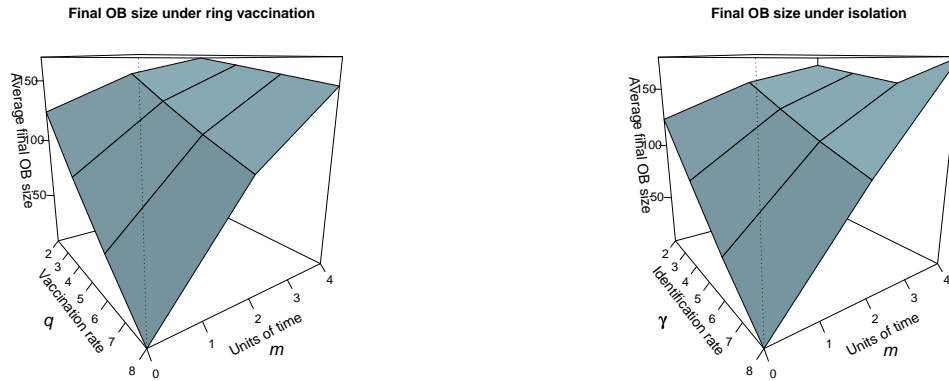 Final OB size under ring vaccination
Average final OB size
50
100
150
2
3
4
5
6
7
8
Vaccination rate
q
0
1
2
3
4
Units of time
m
Final OB size under isolation
AVerage final OB size
50
100
150
2
3
4
5
6
7
8
Identification rate
γ
0
1
2
3
4
Units of time
m